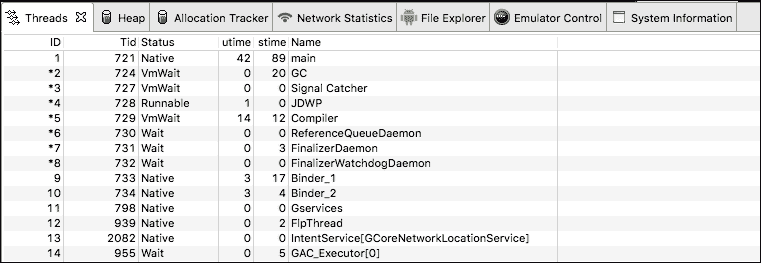 Threads Heap Allocation Tracker Network Statistics File Explorer Emulator Control System Information
ID Tid Status utime stime Name
1 721 Native 42 89 main
*2 724 VmWait 0 20 GC
*3 727 VmWait 0 0 Signal Catcher
*4 728 Runnable 1 0 JDWP
*5 729 VmWait 14 12 Compiler
*6 730 Wait 0 0 ReferenceQueueDaemon
*7 731 Wait 0 3 FinalizerDaemon
*8 732 Wait 0 0 FinalizerWatchdogDaemon
9 733 Native 3 17 Binder_1
10 734 Native 3 4 Binder_2
11 798 Native 0 0 Gservices
12 939 Native 0 2 FlpThread
13 2082 Native 0 0 IntentService[GCoreNetworkLocationService]
14 955 Wait 0 5 GAC_Executor[0]